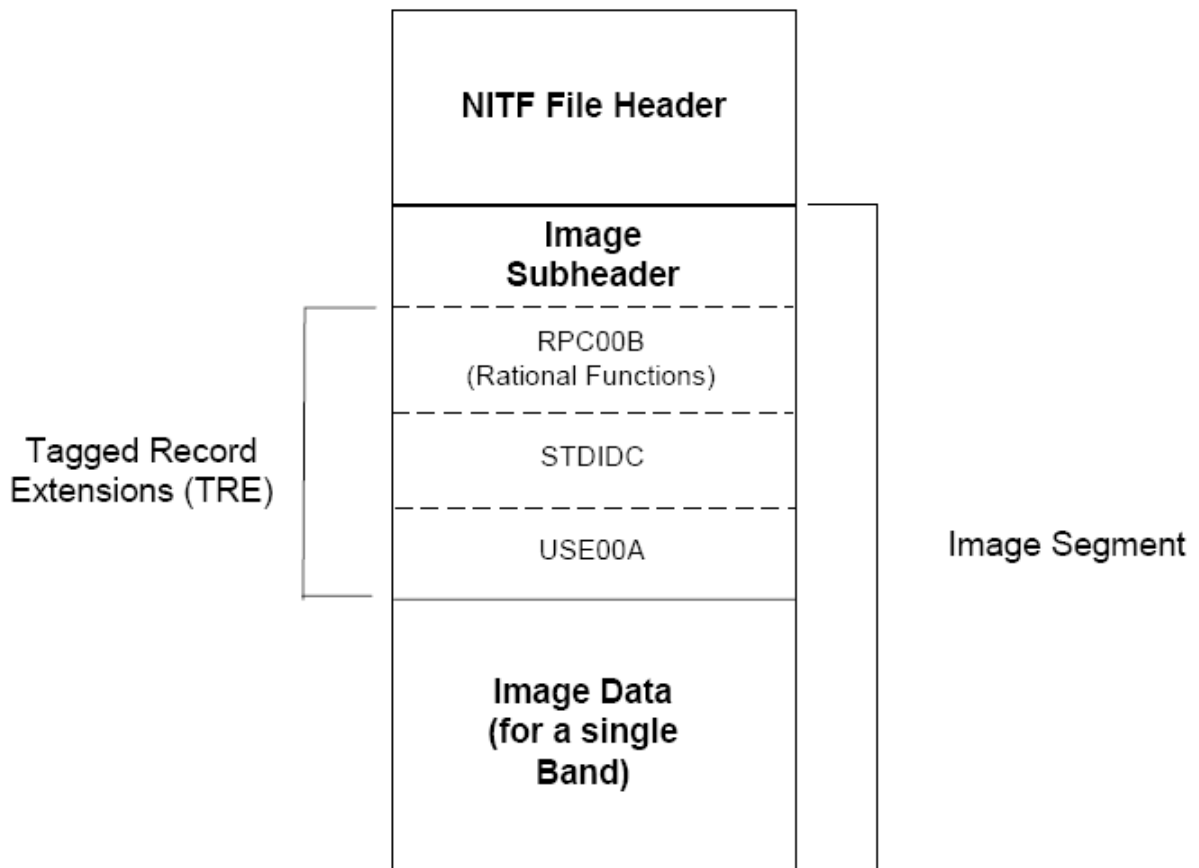 NITF File Header
Image
Subheader
RPC00B
(Rational Functions)
STDIDC
USE00A
Tagged Record
Extensions (TRE)
Image Segment
Image Data
(for a single
Band)